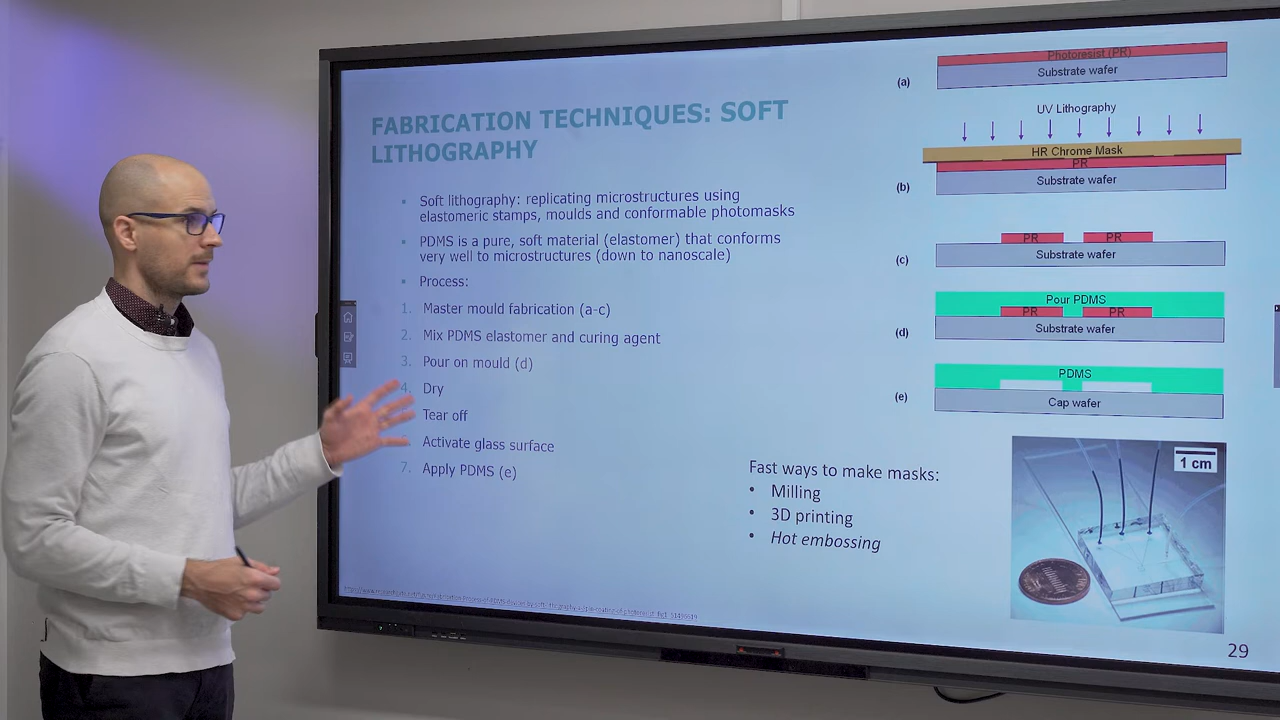 FABRICATION TECHNIQUES: SOFT
LITHOGRAPHY
• Soft lithography: replicating microstructures using
elastomeric stamps, moulds and conformable photomasks
• PDMS is a pure, soft material (elastomer) that conforms
very well to microstructures (down to nanoscale)
• Process:
1. Master mould fabrication (a-c)
2. Mix PDMS elastomer and curing agent
3. Pour on mould (d)
4. Dry
Tear off
Activate glass surface
7. Apply PDMS (e)
Fast ways to make masks:
• Milling
• 3D printing
• Hot embossing
(a)
Photoresist (PR)
Substrate wafer
UV Lithography
HR Chrome Mask
PR
(b)
Substrate wafer
PR PR
(c)
Substrate wafer
Pour PDMS
PR PR
(d)
Substrate wafer
PDMS
(e)
Cap wafer
1 cm
29